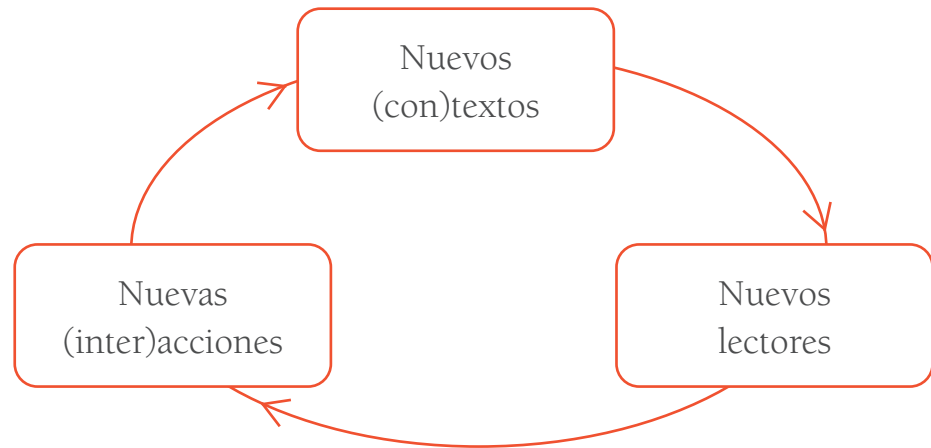 Nuevos
(con)textos
Nuevas
(inter)acciones
Nuevos
lectores